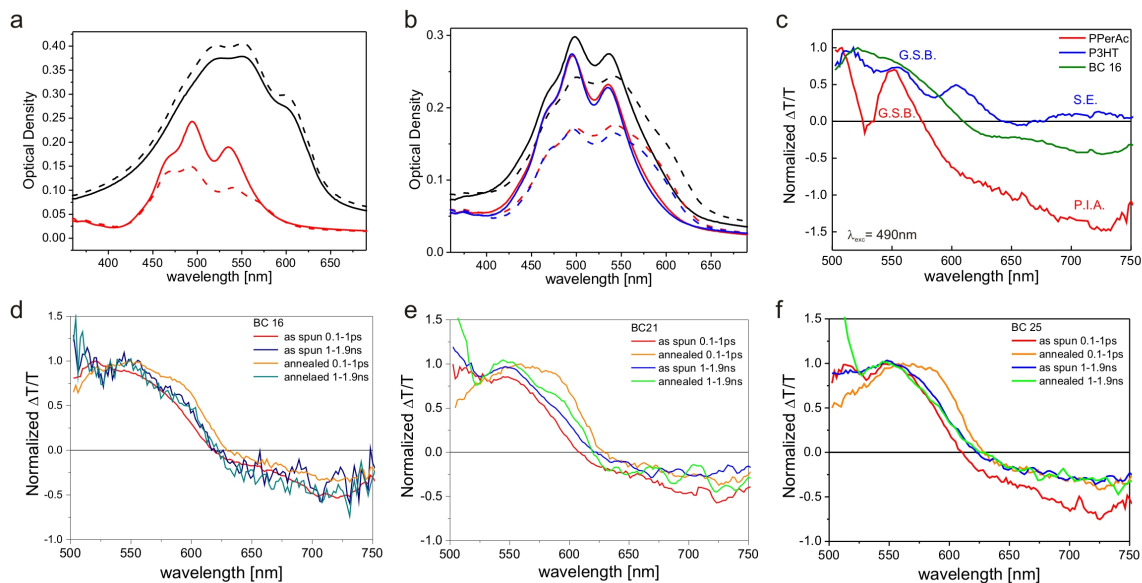 a
Optical Density
0.40
0.35
0.30
0.25
0.20
0.15
0.10
0.05
0.00
400 450 500 550 600 650
wavelength [nm]
b
Optical Density
0.3
0.2
0.1
0.0
400 450 500 550 600 650
wavelength [nm]
c
Normalized ΔT/T
1.0
0.5
0.0
-0.5
-1.0
-1.5
PPerAc
P3HT
BC 16
G.S.B.
G.S.B.
S.E.
P.I.A.
λexc= 490nm
500 550 600 650 700 750
wavelength [nm]
d
Normalized ΔT/T
1.5
1.0
0.5
0.0
-0.5
-1.0
BC 16
as spun 0.1-1ps
as spun 1-1.9ns
annealed 0.1-1ps
annelaed 1-1.9ns
500 550 600 650 700 750
wavelength [nm]
e
Normalized ΔT/T
1.5
1.0
0.5
0.0
-0.5
-1.0
BC21
as spun 0.1-1ps
annealed 0.1-1ps
as spun 1-1.9ns
annealed 1-1.9ns
500 550 600 650 700 750
wavelength [nm]
f
Normalized ΔT/T
1.5
1.0
0.5
0.0
-0.5
-1.0
BC 25
as spun 0.1-1ps
annealed 0.1-1ps
as spun 1-1.9ns
annealed 1-1.9ns
500 550 600 650 700 750
wavelength [nm]